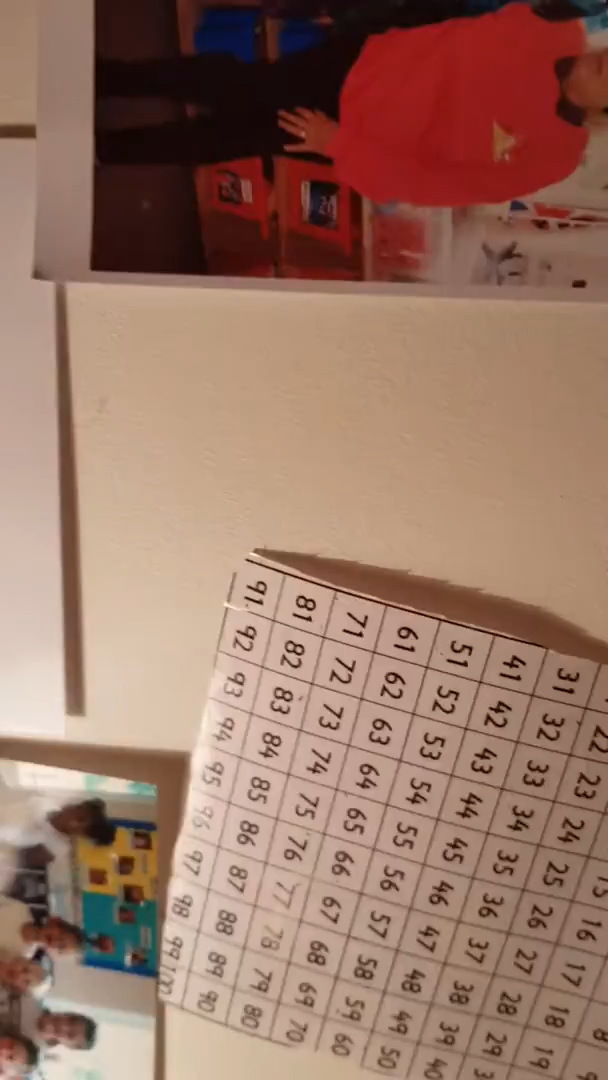 15 16 17 18 19
22 23 24 25 26 27 28 29
31 32 33 34 35 36 37 38 39 40
41 42 43 44 45 46 47 48 49 50
51 52 53 54 55 56 57 58 59 60
61 62 63 64 65 66 67 68 69 70
71 72 73 74 75 76 77 78 79 80
81 82 83 84 85 86 87 88 89 90
91 92 93 94 95 96 97 98 99 100